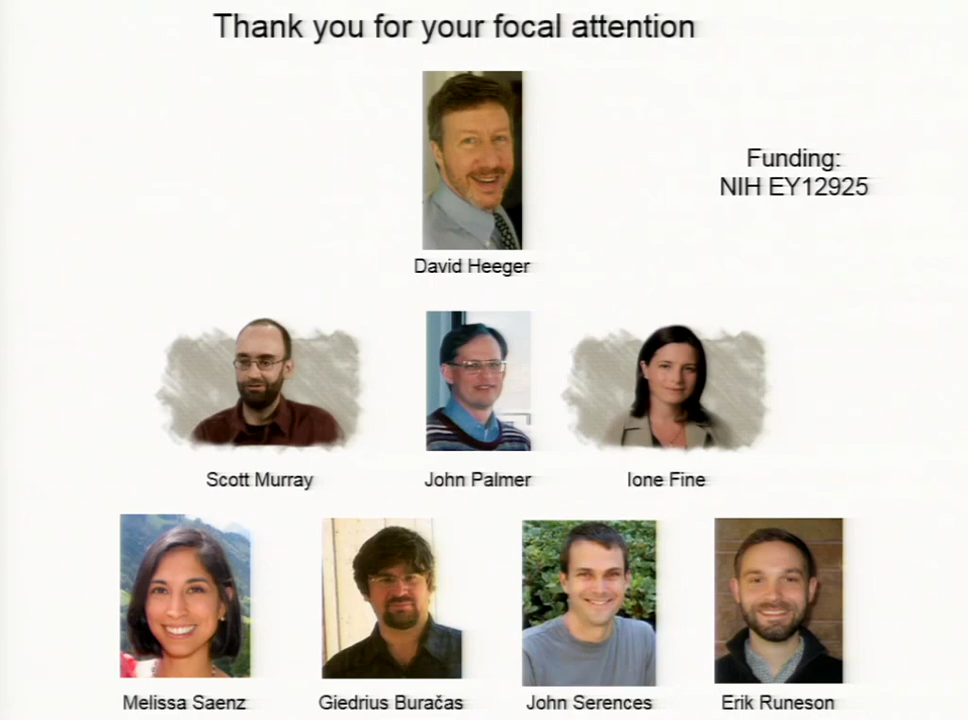 Thank you for your focal attention
Funding:
NIH EY12925
David Heeger
Scott Murray
John Palmer
Ione Fine
Melissa Saenz
Giedrius Buračas
John Serences
Erik Runeson